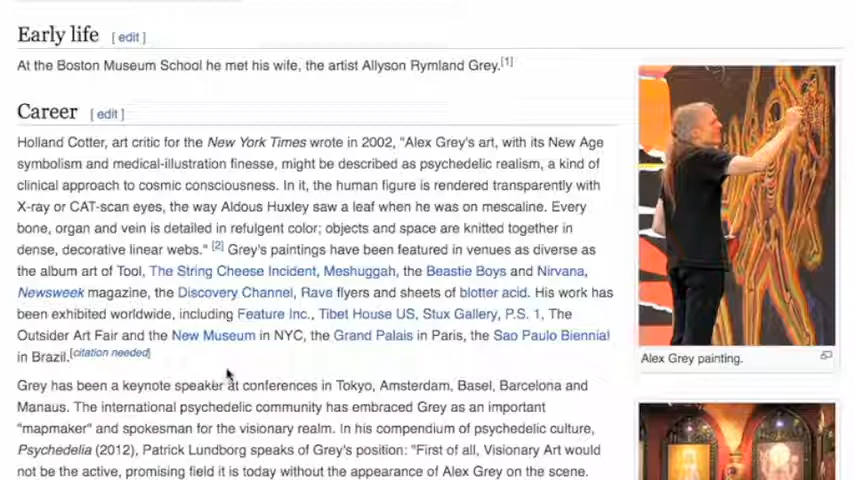 Early life [ edit ]
At the Boston Museum School he met his wife, the artist Allyson Rymland Grey.[1]
Career [ edit ]
Holland Cotter, art critic for the New York Times wrote in 2002, "Alex Grey's art, with its New Age
symbolism and medical-illustration finesse, might be described as psychedelic realism, a kind of
clinical approach to cosmic consciousness. In it, the human figure is rendered transparently with
X-ray or CAT-scan eyes, the way Aldous Huxley saw a leaf when he was on mescaline. Every
bone, organ and vein is detailed in refulgent color; objects and space are knitted together in
dense, decorative linear webs." [2] Grey's paintings have been featured in venues as diverse as
the album art of Tool, The String Cheese Incident, Meshuggah, the Beastie Boys and Nirvana,
Newsweek magazine, the Discovery Channel, Rave flyers and sheets of blotter acid. His work has
been exhibited worldwide, including Feature Inc., Tibet House US, Stux Gallery, P.S. 1, The
Outsider Art Fair and the New Museum in NYC, the Grand Palais in Paris, the Sao Paulo Biennial
in Brazil.[citation needed]
Grey has been a keynote speaker at conferences in Tokyo, Amsterdam, Basel, Barcelona and
Manaus. The international psychedelic community has embraced Grey as an important
"mapmaker" and spokesman for the visionary realm. In his compendium of psychedelic culture,
Psychedelia (2012), Patrick Lundborg speaks of Grey's position: "First of all, Visionary Art would
not be the active, promising field it is today without the appearance of Alex Grey on the scene.
Alex Grey painting.